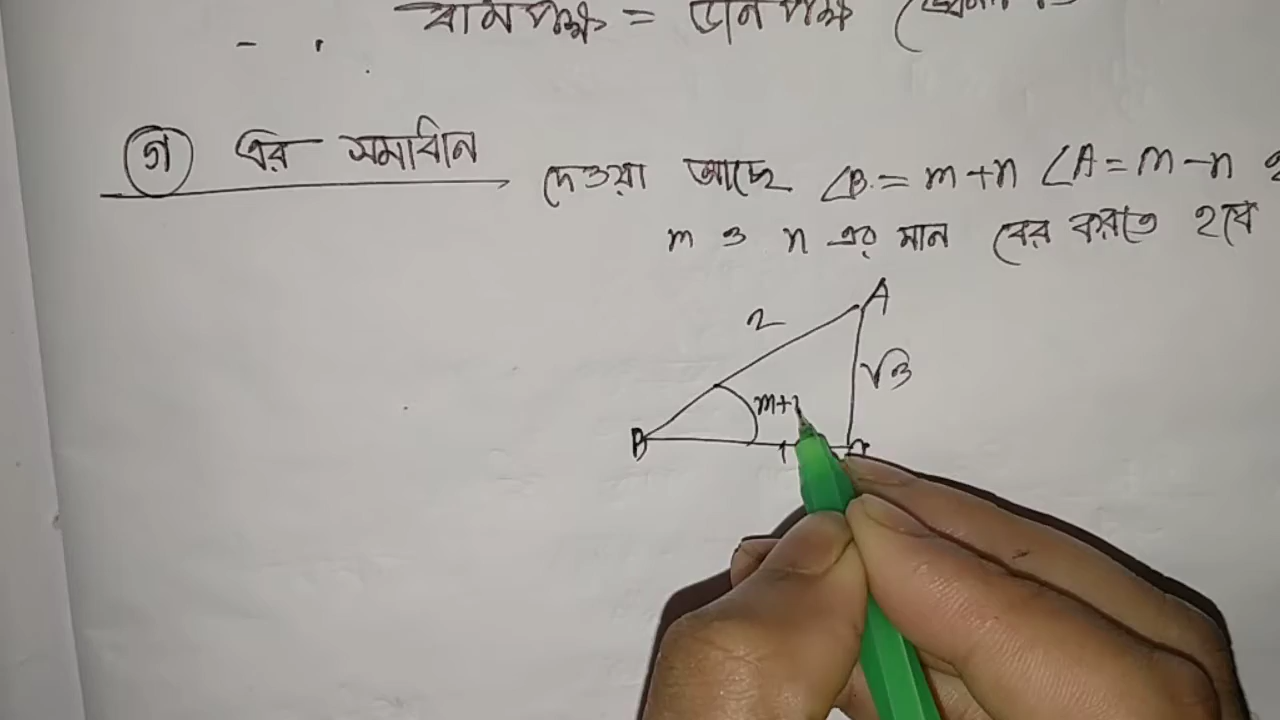 বামপক্ষ = ডানপক্ষ
গ এর সমাধান
দেওয়া আছে ∠B = m+n ∠A = m-n
m ও n এর মান বের করতে হবে
A
2
√3
m+
B
1